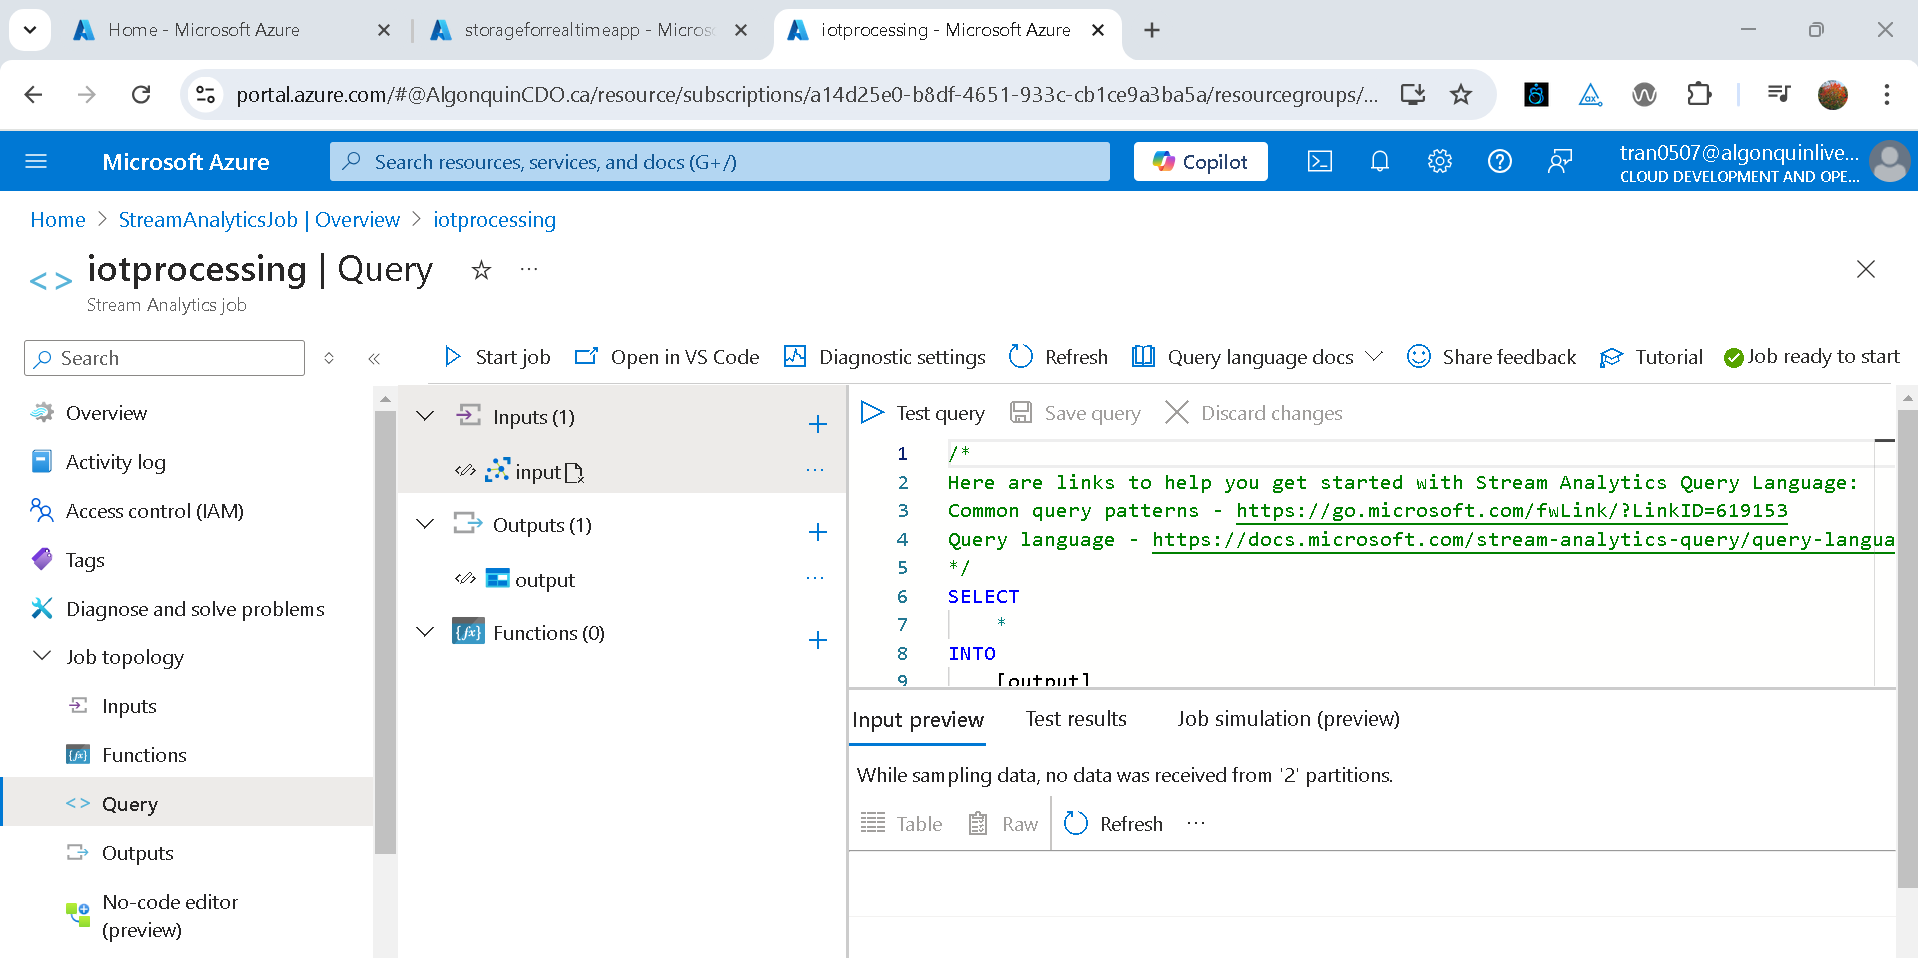 Home - Microsoft Azure
storageforrealtimeapp - Micros
iotprocessing - Microsoft Azure
portal.azure.com/#@AlgonquinCDO.ca/resource/subscriptions/a14d25e0-b8df-4651-933c-cb1ce9a3ba5a/resourcegroups/...
Microsoft Azure
Search resources, services, and docs (G+/)
Copilot
tran0507@algonquinlive...
CLOUD DEVELOPMENT AND OPE...
Home > StreamAnalyticsJob | Overview > iotprocessing
iotprocessing | Query
Stream Analytics job
Search
Start job
Open in VS Code
Diagnostic settings
Refresh
Query language docs
Share feedback
Tutorial
Job ready to start
Overview
Activity log
Access control (IAM)
Tags
Diagnose and solve problems
Job topology
Inputs
Functions
Query
Outputs
No-code editor
(preview)
Inputs (1)
input
Outputs (1)
output
Functions (0)
Test query
Save query
Discard changes
1 /*
2 Here are links to help you get started with Stream Analytics Query Language:
3 Common query patterns - https://go.microsoft.com/fwLink/?LinkID=619153
4 Query language - https://docs.microsoft.com/stream-analytics-query/query-langua
5 */
6 SELECT
7 *
8 INTO
9 [output]
Input preview
Test results
Job simulation (preview)
While sampling data, no data was received from '2' partitions.
Table
Raw
Refresh